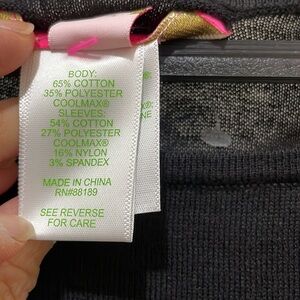 BODY:
65% COTTON
35% POLYESTER
COOLMAX®
SLEEVES:
54% COTTON
27% POLYESTER
COOLMAX®
16% NYLON
3% SPANDEX
MADE IN CHINA
RN#88189
SEE REVERSE
FOR CARE